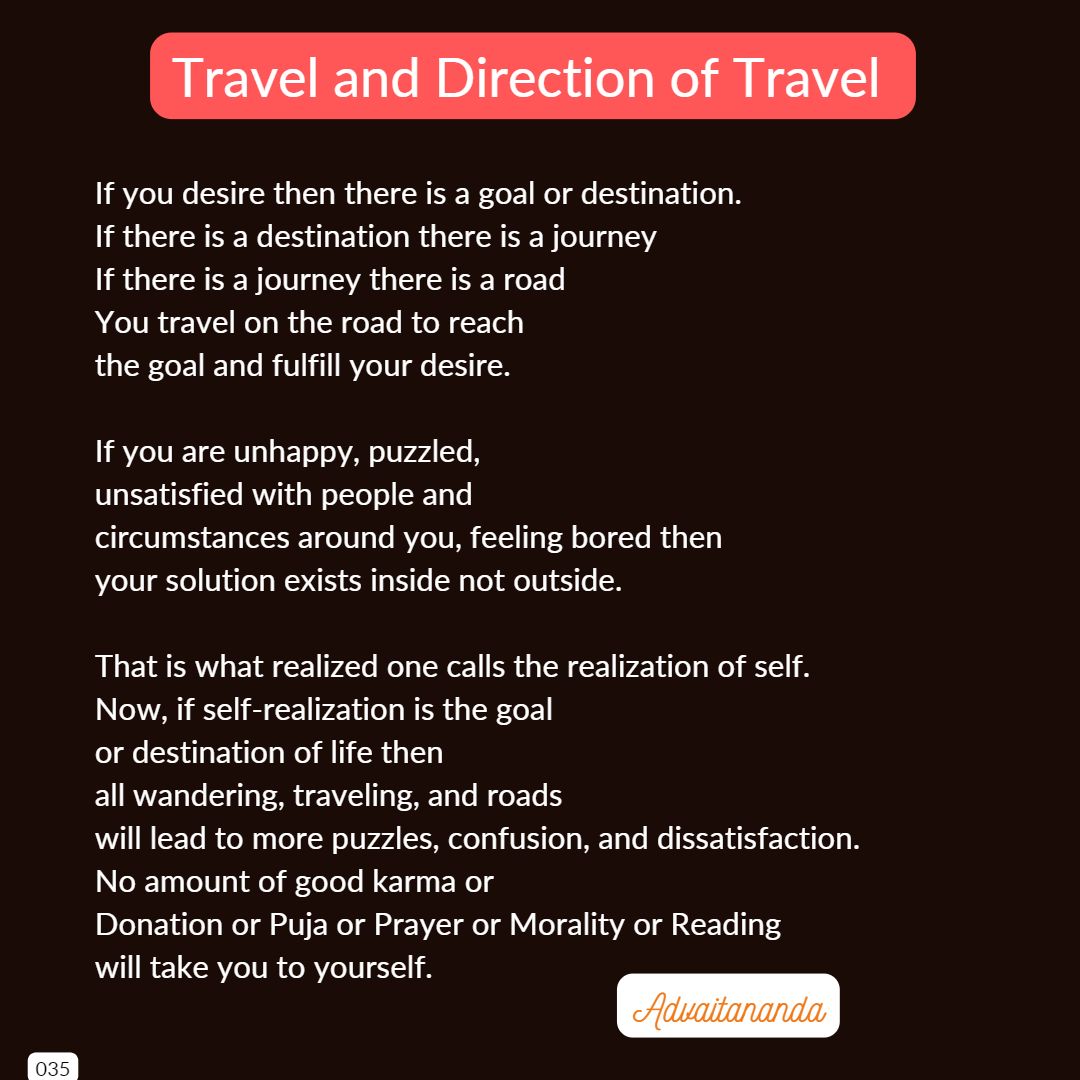 Travel and Direction of Travel
If you desire then there is a goal or destination.
If there is a destination there is a journey
If there is a journey there is a road
You travel on the road to reach
the goal and fulfill your desire.
If you are unhappy, puzzled,
unsatisfied with people and
circumstances around you, feeling bored then
your solution exists inside not outside.
That is what realized one calls the realization of self.
Now, if self-realization is the goal
or destination of life then
all wandering, traveling, and roads
will lead to more puzzles, confusion, and dissatisfaction.
No amount of good karma or
Donation or Puja or Prayer or Morality or Reading
will take you to yourself.
Advaitananda
035